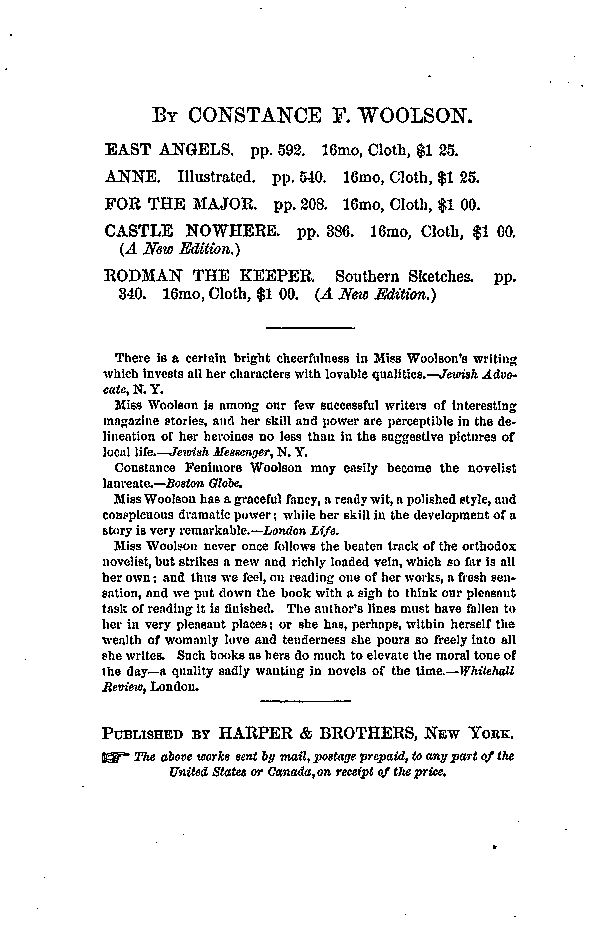 By CONSTANCE F. WOOLSON.
EAST ANGELS. pp. 592. 16mo, Cloth, $1 25.
ANNE. Illustrated. pp. 540. 16mo, Cloth, $1 25.
FOR THE MAJOR. pp. 208. 16mo, Cloth, $1 00.
CASTLE NOWHERE. pp. 386. 16mo, Cloth, $1 00.
(A New Edition.)
RODMAN THE KEEPER. Southern Sketches. pp.
340. 16mo, Cloth, $1 00. (A New Edition.)
There is a certain bright cheerfulness in Miss Woolson's writing
which invests all her characters with lovable qualities.—Jewish Advo-
cate, N. Y.
Miss Woolson is among our few successful writers of interesting
magazine stories, and her skill and power are perceptible in the de-
lineation of her heroines no less than in the suggestive pictures of
local life.—Jewish Messenger, N. Y.
Constance Fenimore Woolson may easily become the novelist
laureate.—Boston Globe.
Miss Woolson has a graceful fancy, a ready wit, a polished style, and
conspicuous dramatic power; while her skill in the development of a
story is very remarkable.—London Life.
Miss Woolson never once follows the beaten track of the orthodox
novelist, but strikes a new and richly loaded vein, which so far is all
her own; and thus we feel, on reading one of her works, a fresh sen-
sation, and we put down the book with a sigh to think our pleasant
task of reading it is finished. The author's lines must have fallen to
her in very pleasant places; or she has, perhaps, within herself the
wealth of womanly love and tenderness she pours so freely into all
she writes. Such books as hers do much to elevate the moral tone of
the day—a quality sadly wanting in novels of the time.—Whitehall
Review, London.
Published by HARPER & BROTHERS, New York.
☞ The above works sent by mail, postage prepaid, to any part of the
United States or Canada, on receipt of the price.